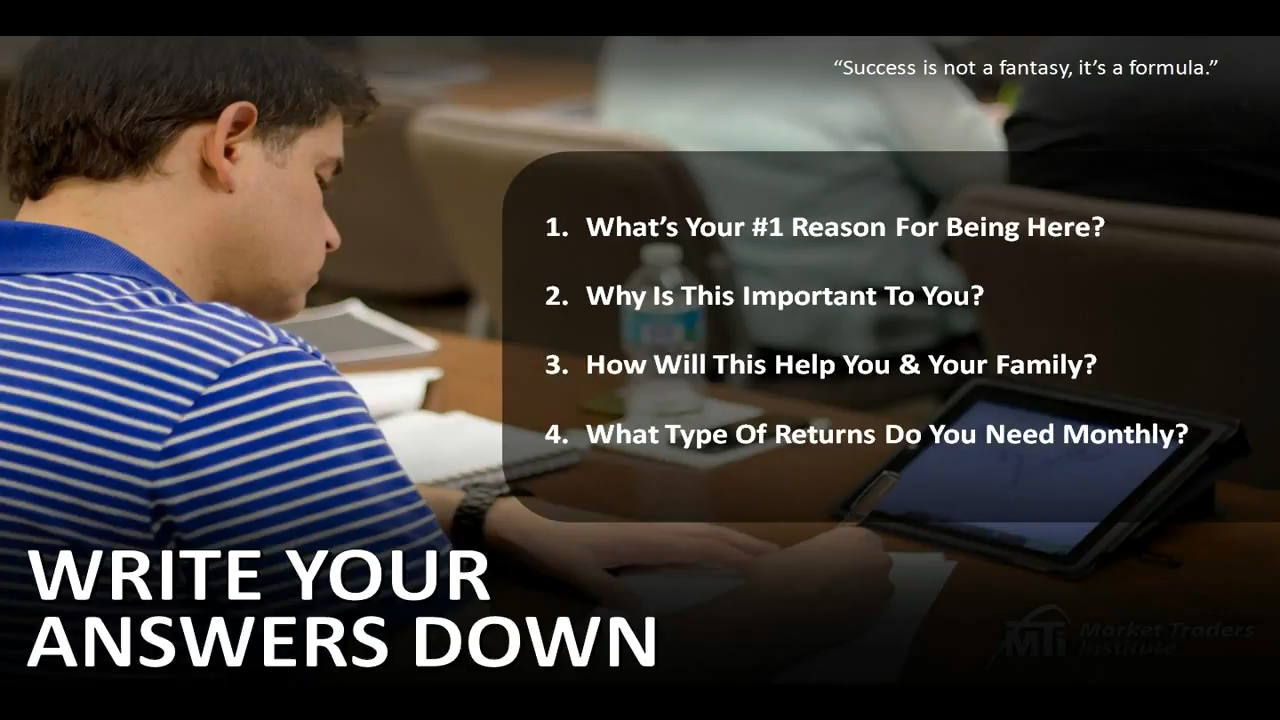 “Success is not a fantasy, it’s a formula.”
1. What’s Your #1 Reason For Being Here?
2. Why Is This Important To You?
3. How Will This Help You & Your Family?
4. What Type Of Returns Do You Need Monthly?
WRITE YOUR
ANSWERS DOWN
MTi Market Traders
Institute